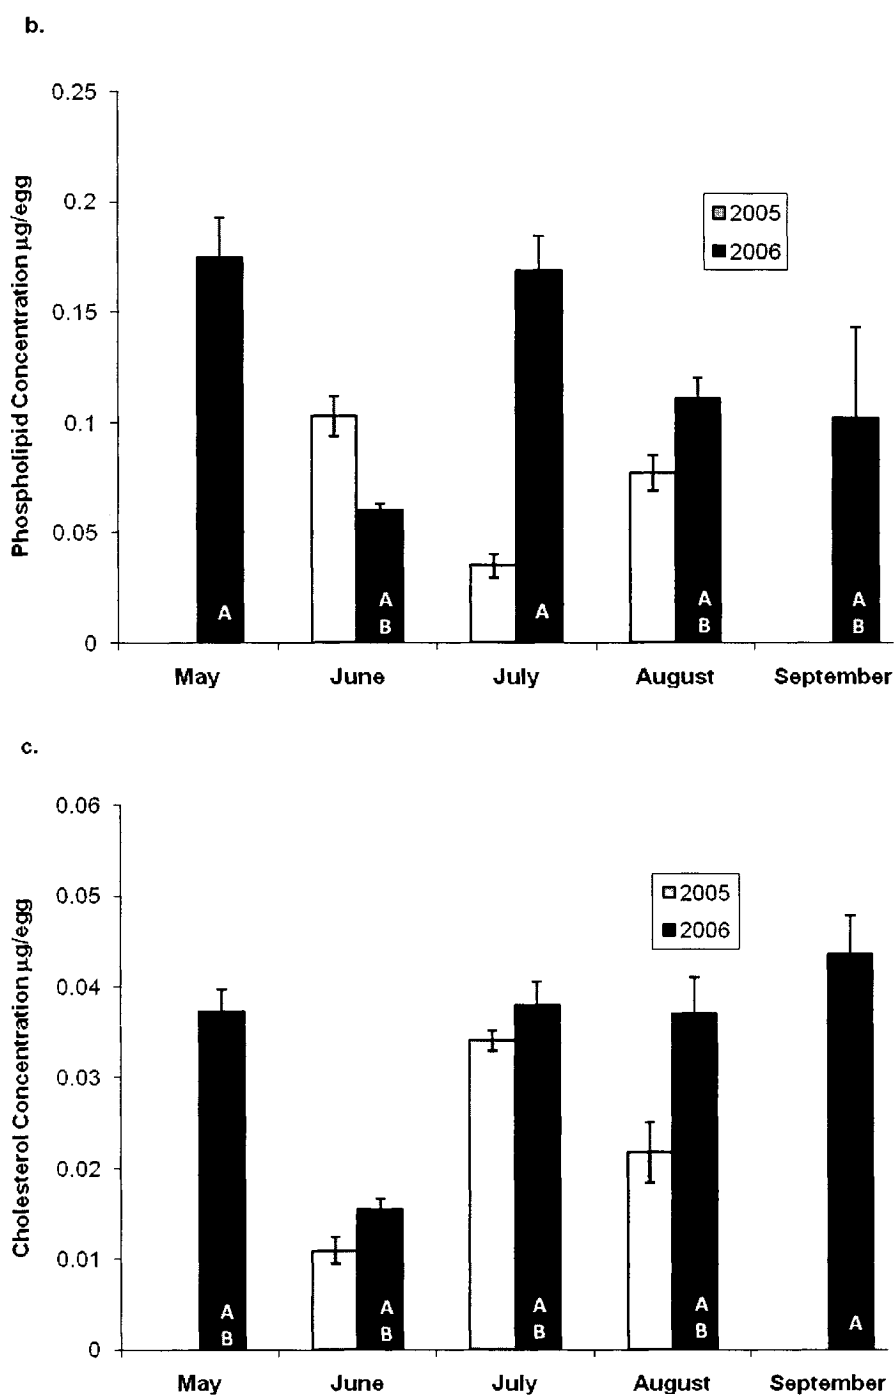 b.
Phospholipid Concentration µg/egg
0.25
0.2
0.15
0.1
0.05
0
2005
2006
A
A
B
A
A
B
A
B
May June July August September
c.
Cholesterol Concentration µg/egg
0.06
0.05
0.04
0.03
0.02
0.01
0
2005
2006
A
B
A
B
A
B
A
B
A
May June July August September